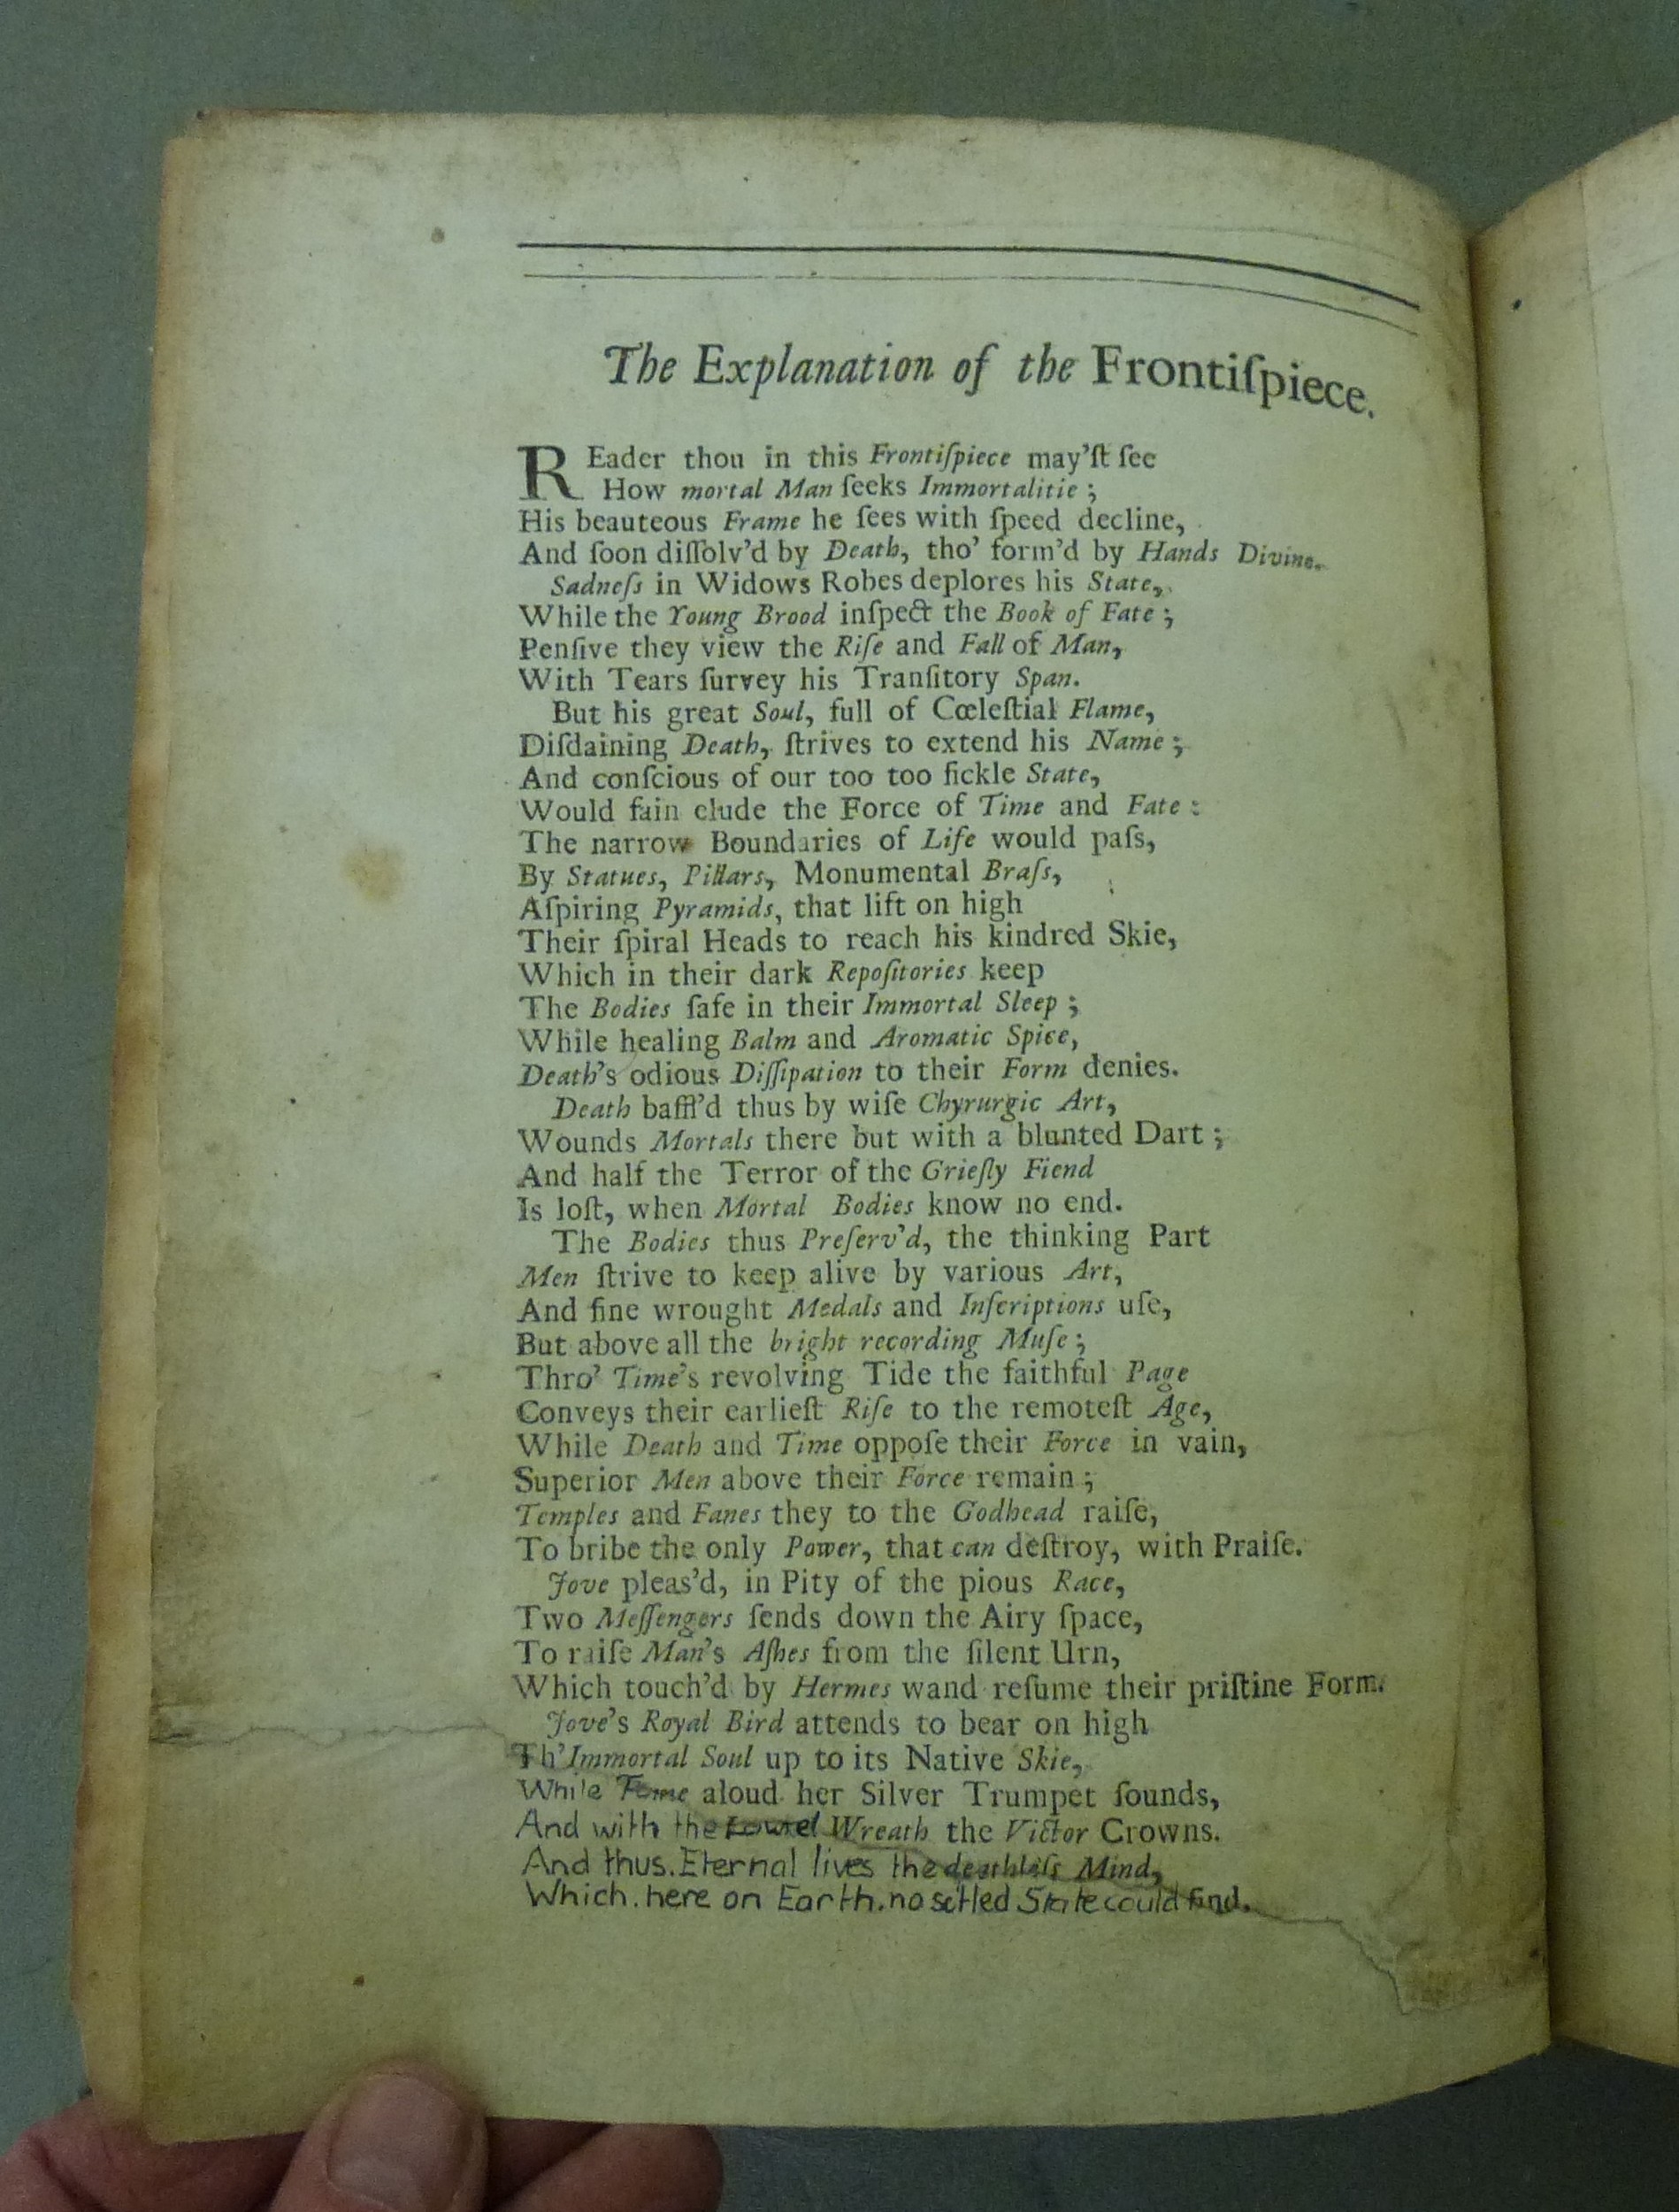 The Explanation of the Frontiſpiece.
REader thou in this Frontiſpiece may'ſt ſee
How mortal Man ſeeks Immortalitie;
His beauteous Frame he ſees with ſpeed decline,
And ſoon diſſolv'd by Death, tho' form'd by Hands Divine.
Sadneſs in Widows Robes deplores his State,
While the Young Brood inſpect the Book of Fate;
Penſive they view the Riſe and Fall of Man,
With Tears ſurvey his Tranſitory Span.
But his great Soul, full of Cœleſtial Flame,
Diſdaining Death, ſtrives to extend his Name;
And conſcious of our too too fickle State,
Would fain elude the Force of Time and Fate:
The narrow Boundaries of Life would paſs,
By Statues, Pillars, Monumental Braſs,
Aſpiring Pyramids, that lift on high
Their ſpiral Heads to reach his kindred Skie,
Which in their dark Repoſitories keep
The Bodies ſafe in their Immortal Sleep;
While healing Balm and Aromatic Spice,
Death's odious Diſſipation to their Form denies.
Death baffl'd thus by wiſe Chyrurgic Art,
Wounds Mortals there but with a blunted Dart;
And half the Terror of the Grieſly Fiend
Is loſt, when Mortal Bodies know no end.
The Bodies thus Preſerv'd, the thinking Part
Men ſtrive to keep alive by various Art,
And fine wrought Medals and Inſcriptions uſe,
But above all the bright recording Muſe;
Thro' Time's revolving Tide the faithful Page
Conveys their earlieſt Riſe to the remoteſt Age,
While Death and Time oppoſe their Force in vain,
Superior Men above their Force remain;
Temples and Fanes they to the Godhead raiſe,
To bribe the only Power, that can deſtroy, with Praiſe.
Jove pleas'd, in Pity of the pious Race,
Two Meſſengers ſends down the Airy ſpace,
To raiſe Man's Aſhes from the ſilent Urn,
Which touch'd by Hermes wand reſume their priſtine Form.
Jove's Royal Bird attends to bear on high
Th'Immortal Soul up to its Native Skie,
While Fame aloud her Silver Trumpet ſounds,
And with the Lawrel Wreath the Victor Crowns.
And thus.Eternal lives the deathleſs Mind,
Which.here on Earth.no setled State could find.